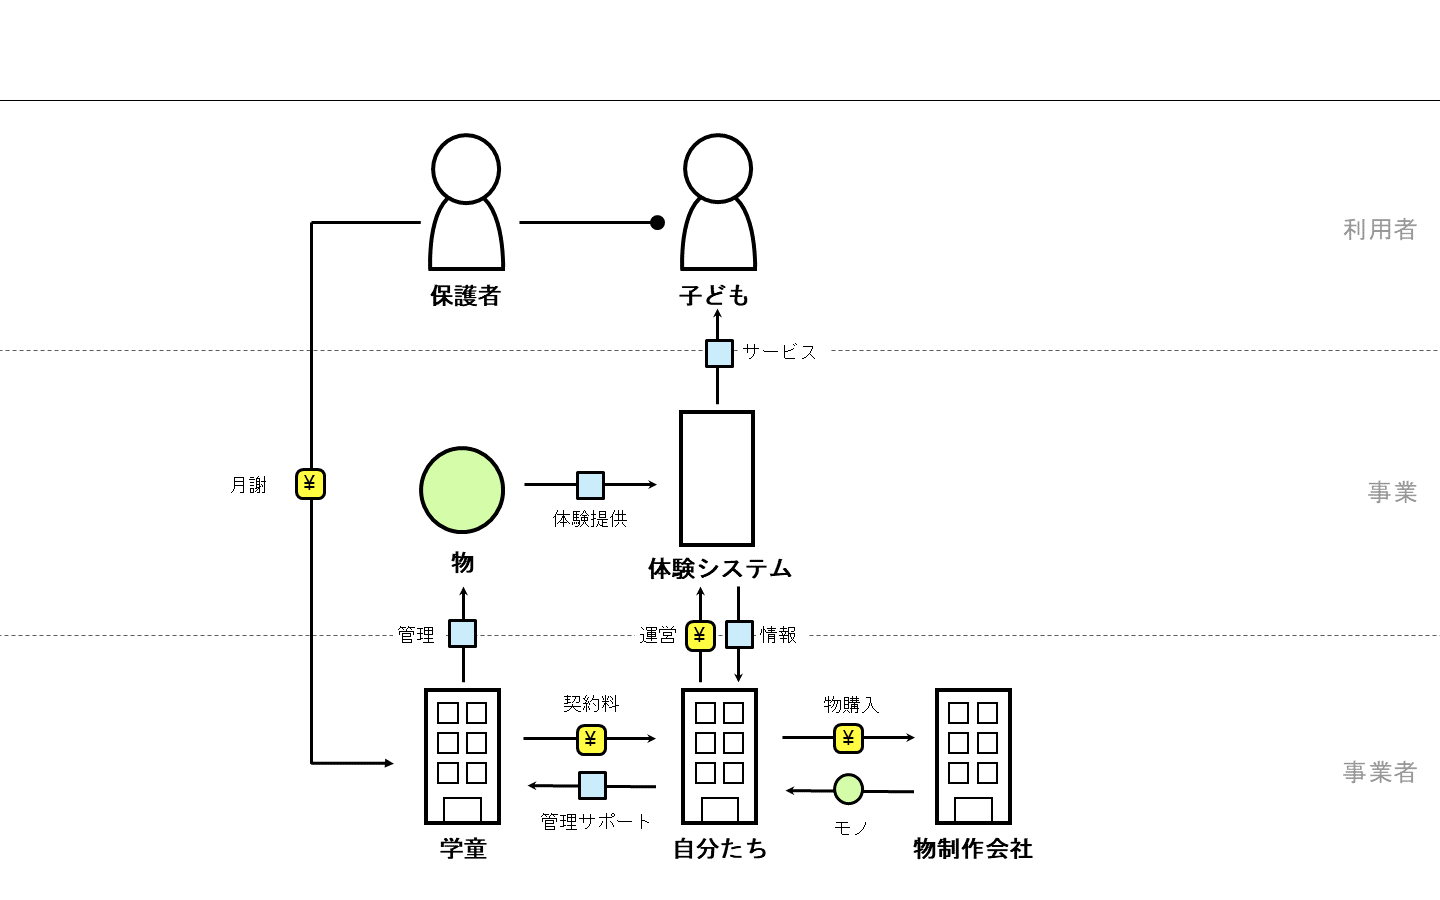 利用者
保護者
子ども
サービス
月謝
¥
体験提供
事業
物
体験システム
管理
運営
¥
情報
契約料
¥
物購入
¥
管理サポート
モノ
事業者
学童
自分たち
物制作会社